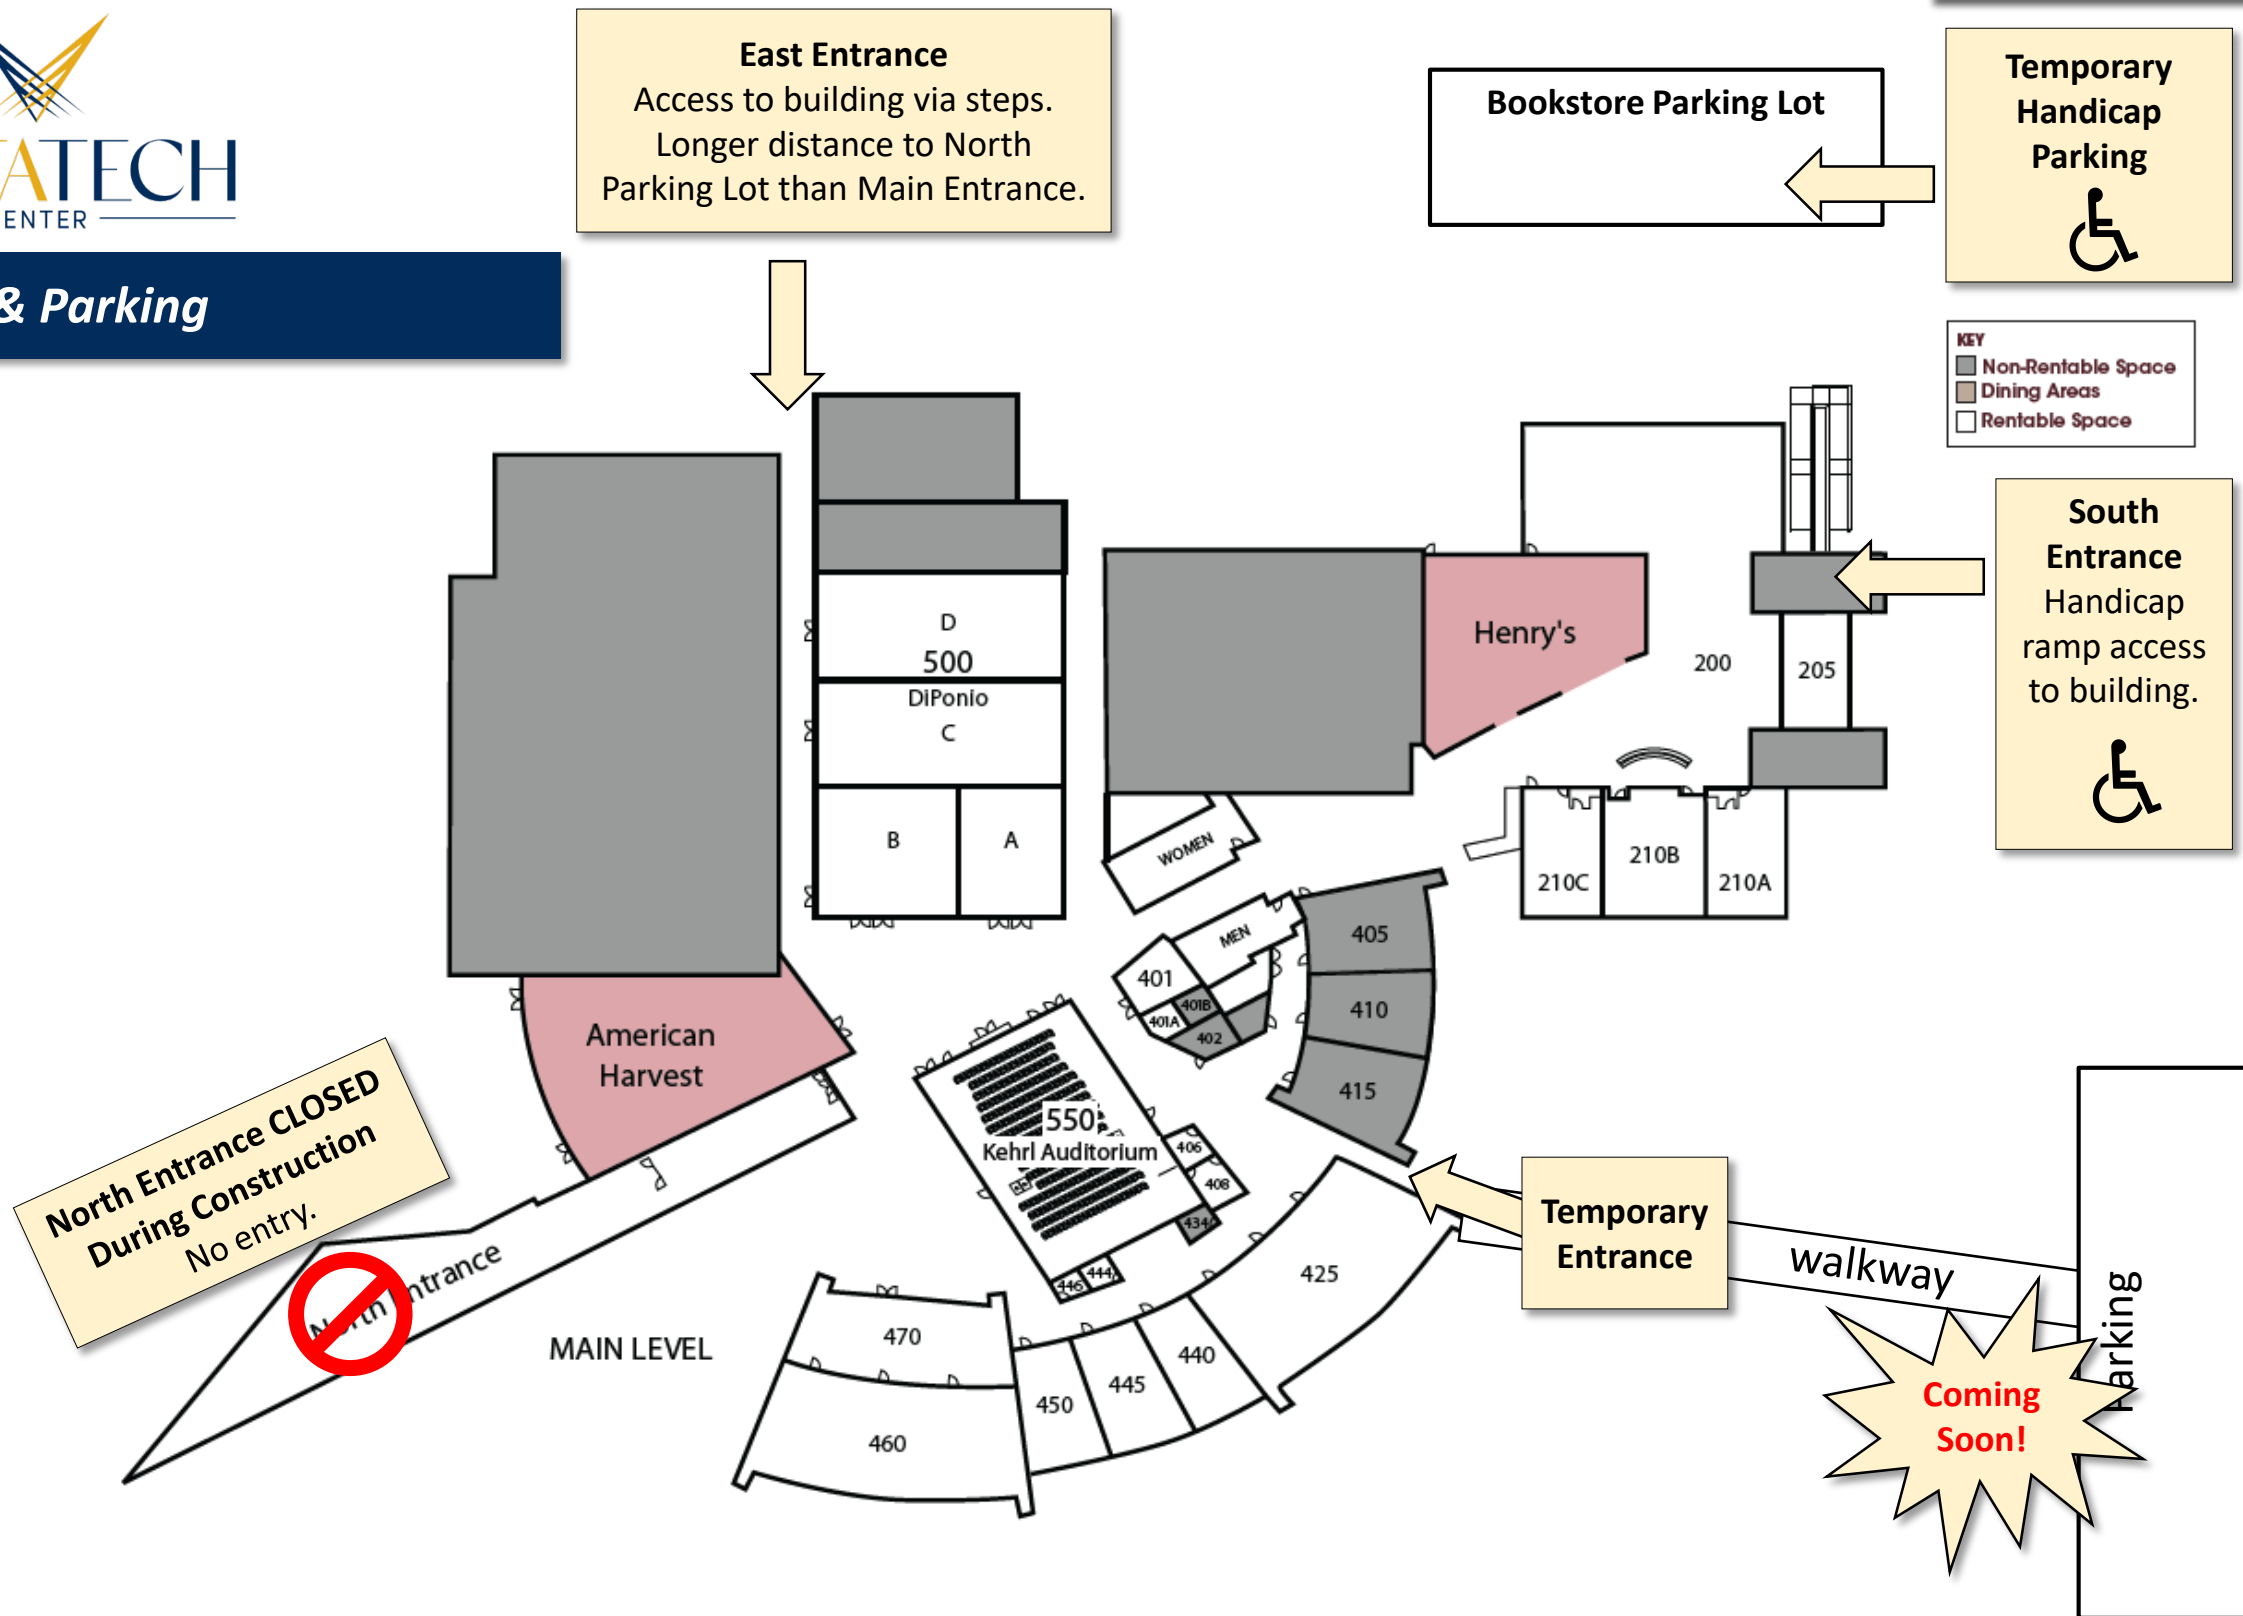 ATECH
ENTER
& Parking
East Entrance
Access to building via steps.
Longer distance to North
Parking Lot than Main Entrance.
Bookstore Parking Lot
Temporary
Handicap
Parking
KEY
Non-Rentable Space
Dining Areas
Rentable Space
South
Entrance
Handicap
ramp access
to building.
D
500
DiPonio
C
B
A
Henry's
200
205
210C
210B
210A
WOMEN
MEN
401
401B
401A
402
405
410
415
American
Harvest
550
Kehrl Auditorium
406
408
434
444
446
425
440
445
450
470
460
North Entrance CLOSED
During Construction
No entry.
North Entrance
MAIN LEVEL
Temporary
Entrance
walkway
Parking
Coming
Soon!